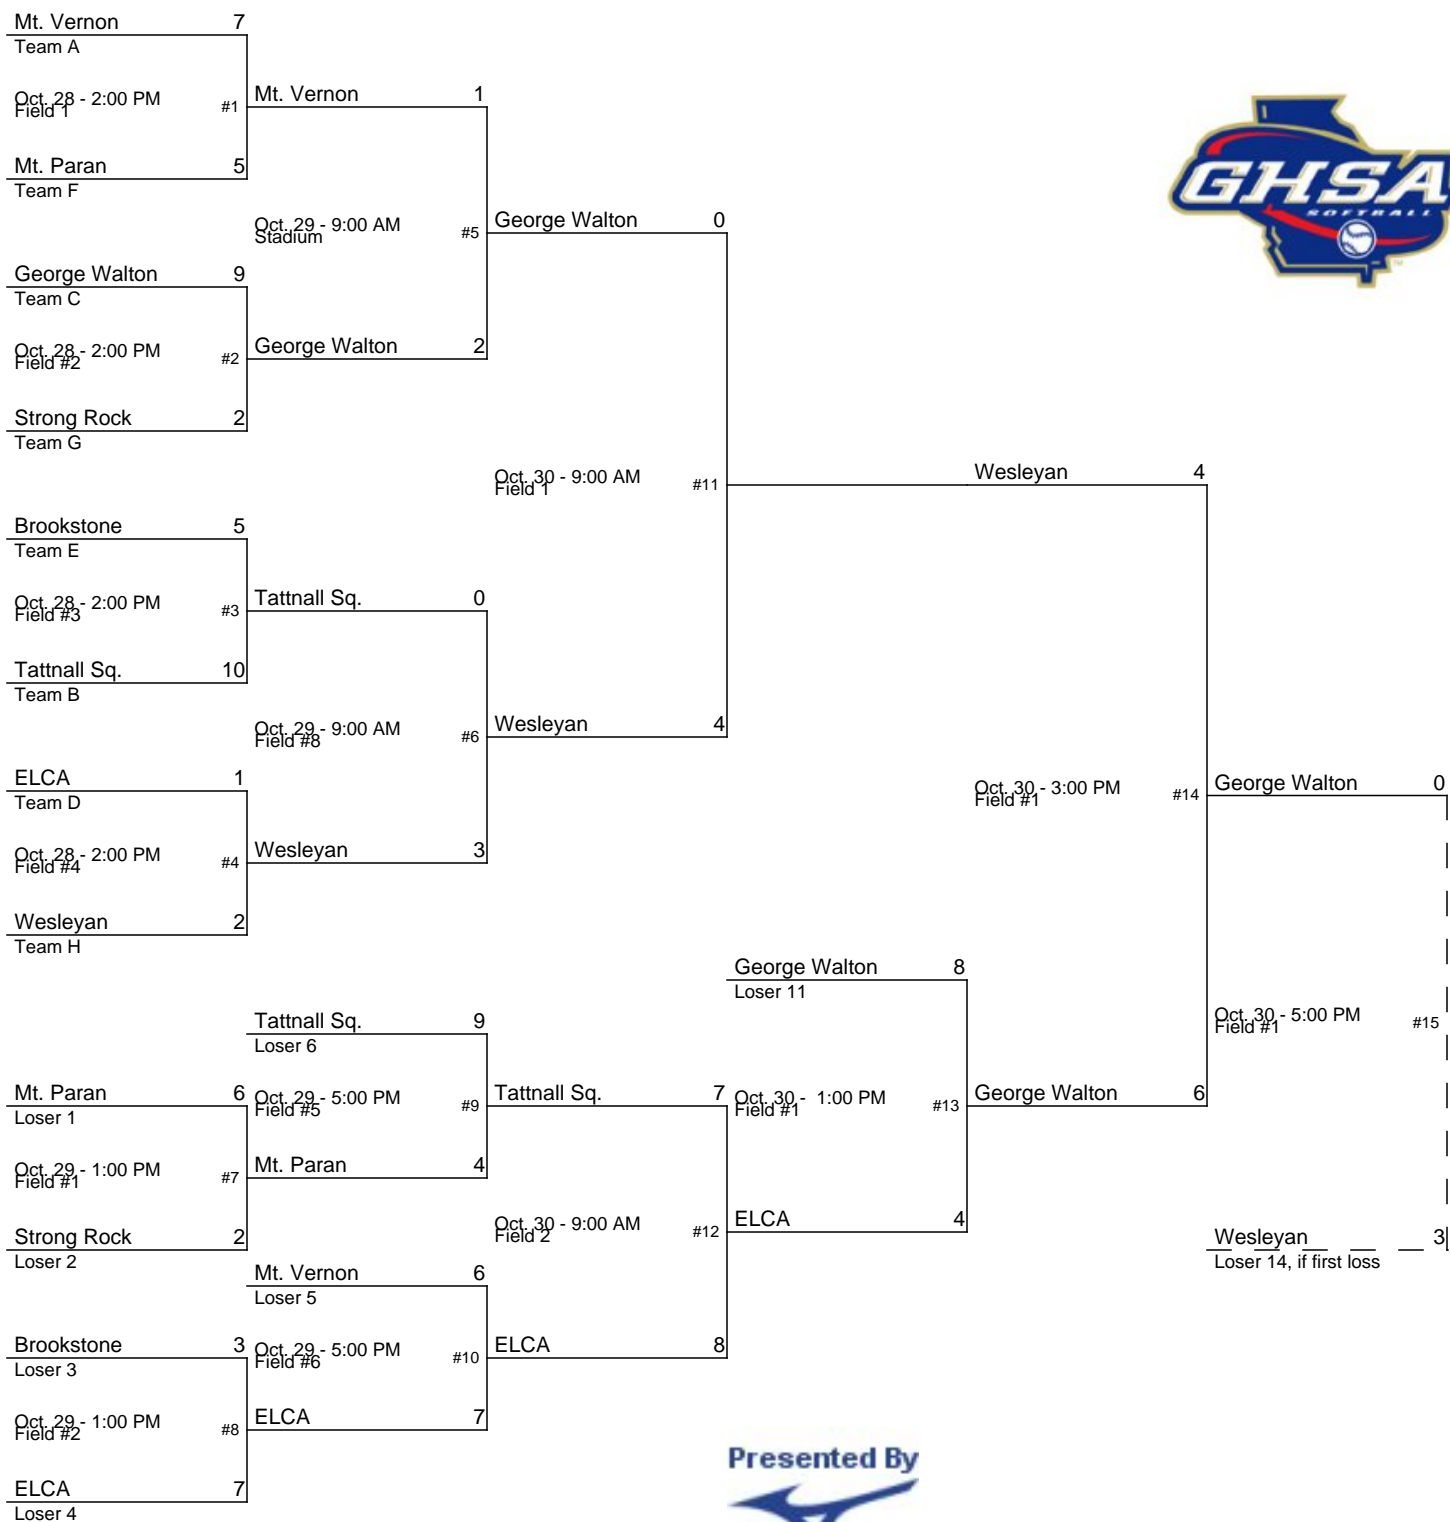 Mt. Vernon 7
Team A
Oct. 28 - 2:00 PM
Field 1
#1
Mt. Vernon 1
Mt. Paran 5
Team F
Oct. 29 - 9:00 AM
Stadium
#5
George Walton 0
George Walton 9
Team C
Oct. 28 - 2:00 PM
Field #2
#2
George Walton 2
Strong Rock 2
Team G
Oct. 30 - 9:00 AM
Field 1
#11
Wesleyan 4
Brookstone 5
Team E
Oct. 28 - 2:00 PM
Field #3
#3
Tattnall Sq. 0
Tattnall Sq. 10
Team B
Oct. 29 - 9:00 AM
Field #8
#6
Wesleyan 4
ELCA 1
Team D
Oct. 28 - 2:00 PM
Field #4
#4
Wesleyan 3
Wesleyan 2
Team H
Oct. 30 - 3:00 PM
Field #1
#14
George Walton 0
George Walton 8
Loser 11
Tattnall Sq. 9
Loser 6
Oct. 30 - 5:00 PM
Field #1
#15
Mt. Paran 6
Loser 1
Oct. 29 - 5:00 PM
Field #5
#9
Tattnall Sq. 7
Oct. 30 - 1:00 PM
Field #1
#13
George Walton 6
Oct. 29 - 1:00 PM
Field #1
#7
Mt. Paran 4
Strong Rock 2
Loser 2
Oct. 30 - 9:00 AM
Field 2
#12
ELCA 4
Wesleyan 3
Loser 14, if first loss
Mt. Vernon 6
Loser 5
Brookstone 3
Loser 3
Oct. 29 - 5:00 PM
Field #6
#10
ELCA 8
Oct. 29 - 1:00 PM
Field #2
#8
ELCA 7
ELCA 7
Loser 4
GHSA
SOFTBALL
TM
Presented By